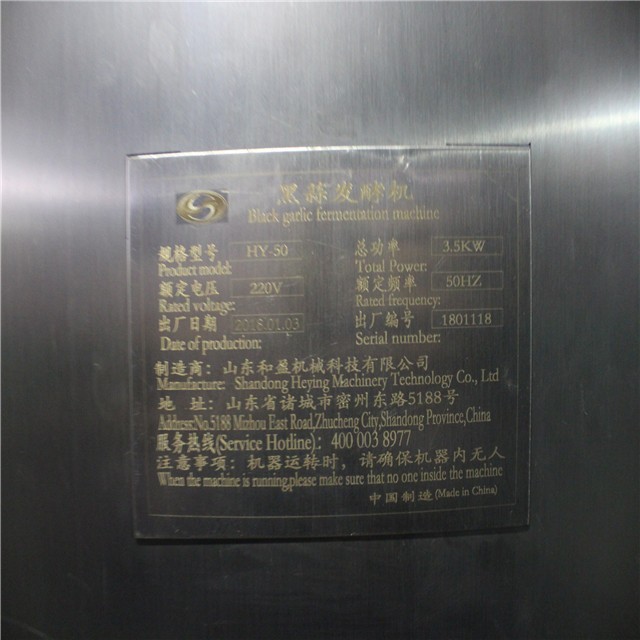 黑蒜发酵机
Black garlic fermentation machine
规格型号 HY-50 总功率 3.5KW
Product model: Total Power:
额定电压 220V 额定频率 50HZ
Rated voltage: Rated frequency:
出厂日期 2018.01.03 出厂编号 1801118
Date of production: Serial number:
制造商：山东和盈机械科技有限公司
Manufacture: Shandong Heying Machinery Technology Co., Ltd
地 址：山东省诸城市密州东路5188号
Address:No.5188 Mizhou East Road,Zhucheng City,Shandong Province,China
服务热线(Service Hotline)：400 003 8977
注意事项：机器运转时，请确保机器内无人
When the machine is running,please make sure that no one inside the machine
中国制造(Made in China)